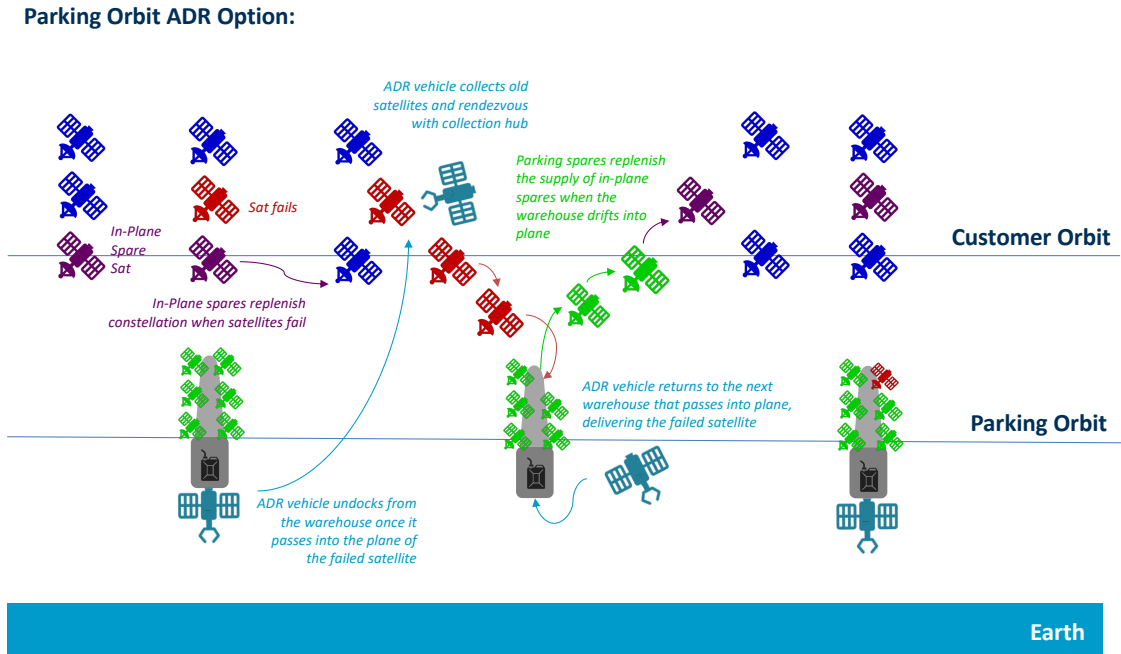 Parking Orbit ADR Option:
ADR vehicle collects old
satellites and rendezvous
with collection hub
Parking spares replenish
the supply of in-plane
spares when the
warehouse drifts into
plane
Sat fails
In-Plane
Spare
Sat
Customer Orbit
In-Plane spares replenish
constellation when satellites fail
ADR vehicle returns to the next
warehouse that passes into plane,
delivering the failed satellite
Parking Orbit
ADR vehicle undocks from
the warehouse once it
passes into the plane of
the failed satellite
Earth